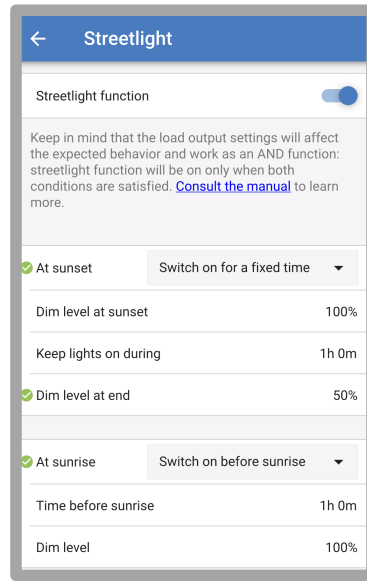 Streetlight
Streetlight function
Keep in mind that the load output settings will affect
the expected behavior and work as an AND function:
streetlight function will be on only when both
conditions are satisfied. Consult the manual to learn
more.
At sunset Switch on for a fixed time
Dim level at sunset 100%
Keep lights on during 1h 0m
Dim level at end 50%
At sunrise Switch on before sunrise
Time before sunrise 1h 0m
Dim level 100%